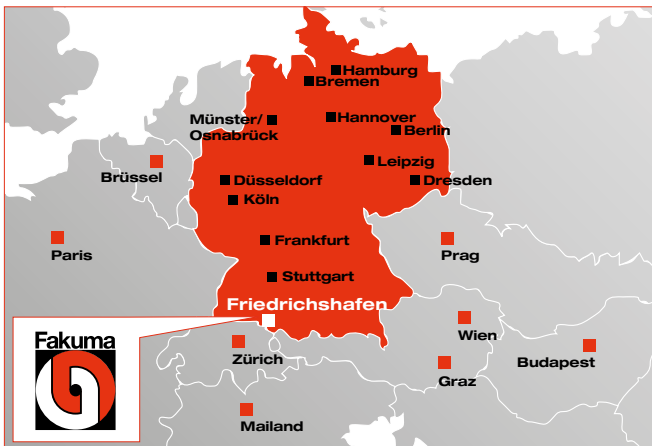 Hamburg
Bremen
Münster/
Osnabrück
Hannover
Berlin
Leipzig
Brüssel
Düsseldorf
Dresden
Köln
Paris
Frankfurt
Prag
Stuttgart
Friedrichshafen
Fakuma
Zürich
Wien
Budapest
Graz
Mailand